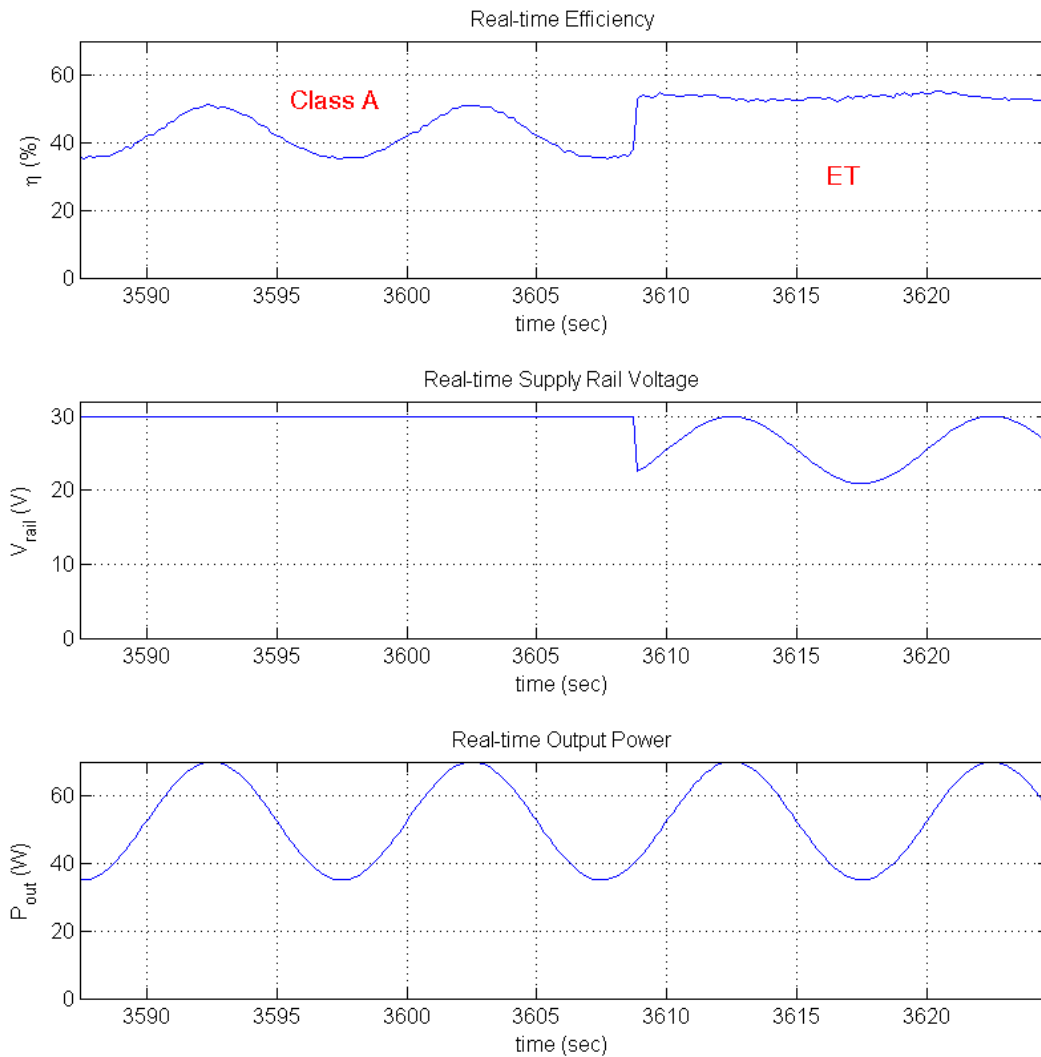 Real-time Efficiency
60
40
20
0
η (%)
Class A
ET
3590 3595 3600 3605 3610 3615 3620
time (sec)
Real-time Supply Rail Voltage
30
20
10
0
V_rail (V)
3590 3595 3600 3605 3610 3615 3620
time (sec)
Real-time Output Power
60
40
20
0
P_out (W)
3590 3595 3600 3605 3610 3615 3620
time (sec)